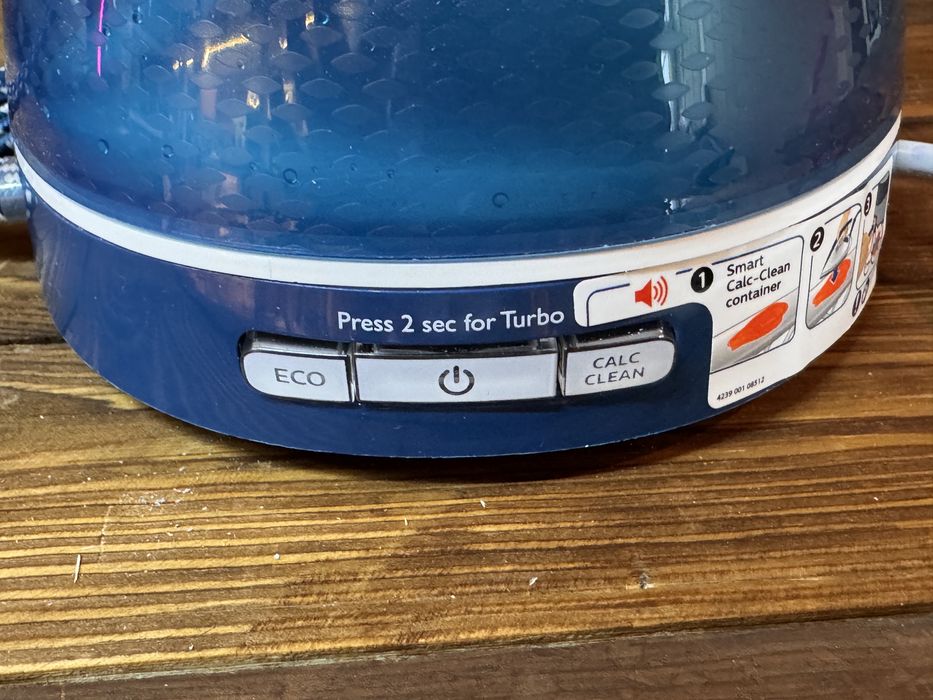 Press 2 sec for Turbo
ECO
CALC
CLEAN
1
Smart
Calc-Clean
container
2
3
4239 001 08512